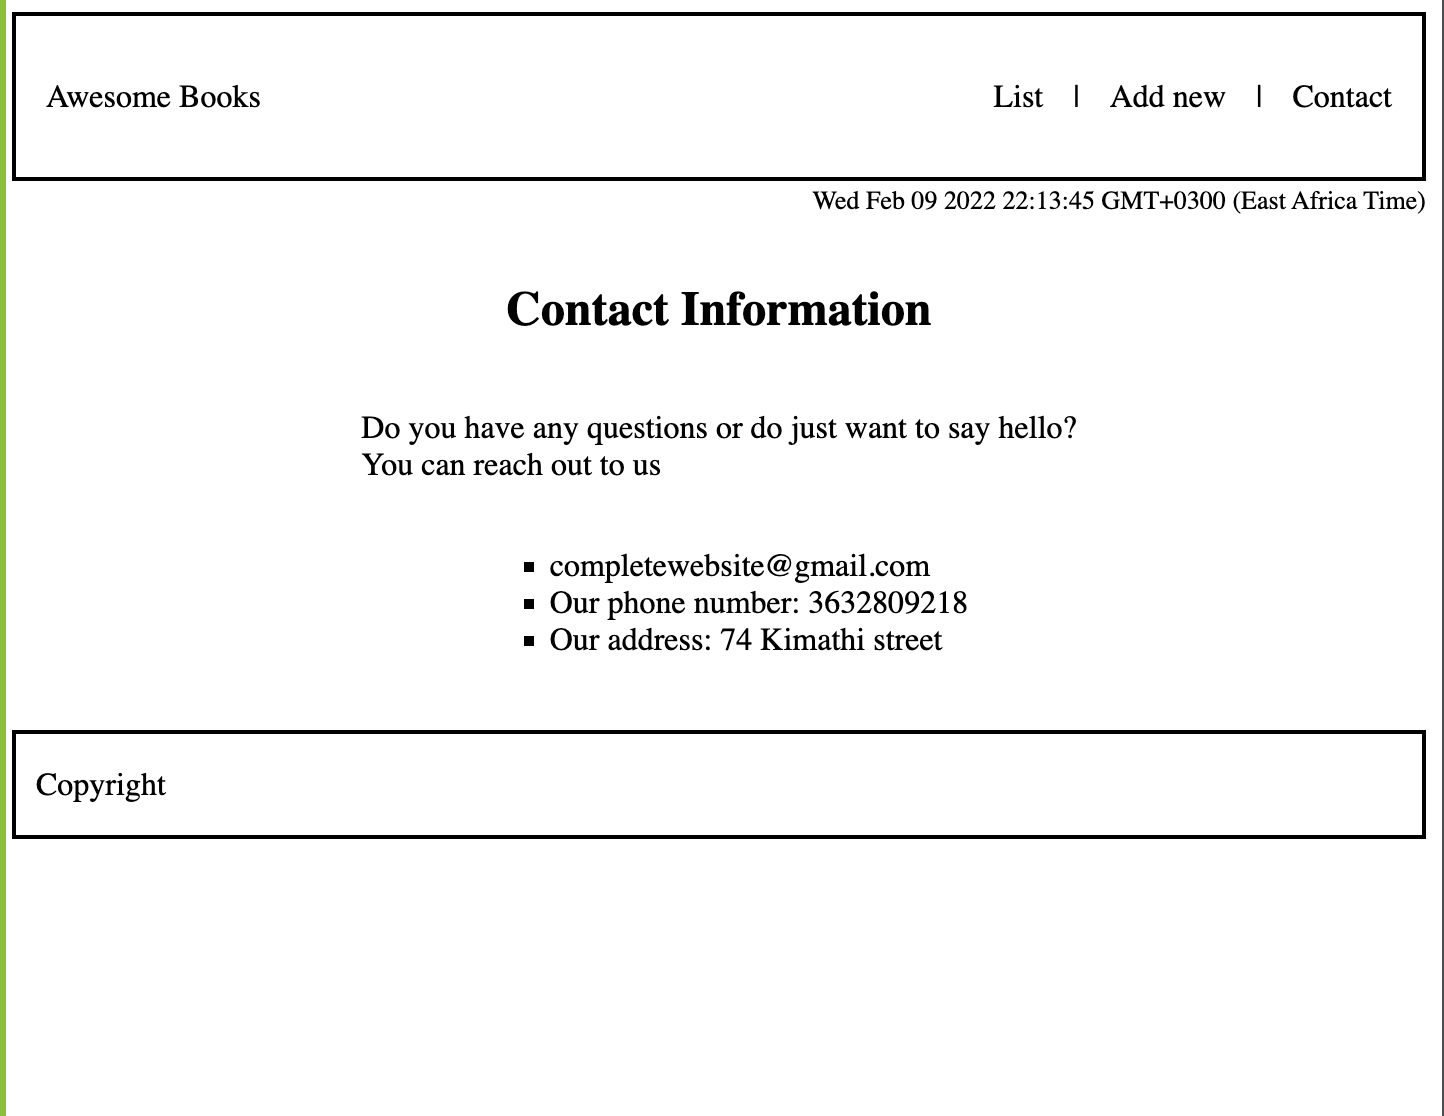 Awesome Books List | Add new | Contact
Wed Feb 09 2022 22:13:45 GMT+0300 (East Africa Time)
Contact Information
Do you have any questions or do just want to say hello?
You can reach out to us
▪ completewebsite@gmail.com
▪ Our phone number: 3632809218
▪ Our address: 74 Kimathi street
Copyright